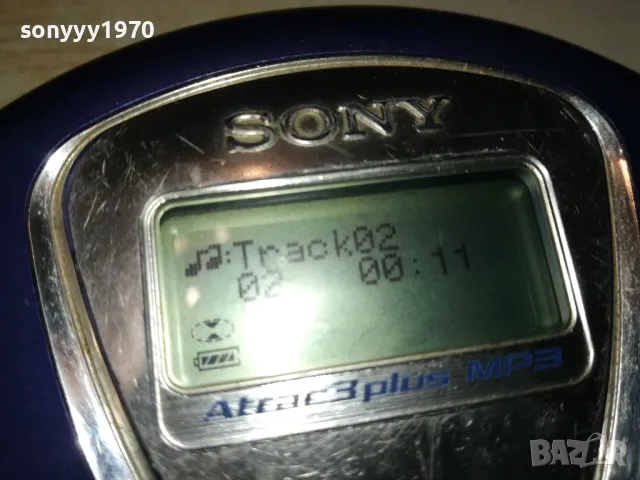 sonyyy1970
SONY
Track02
02 00:11
Atrac3plus MP3
BAZAR